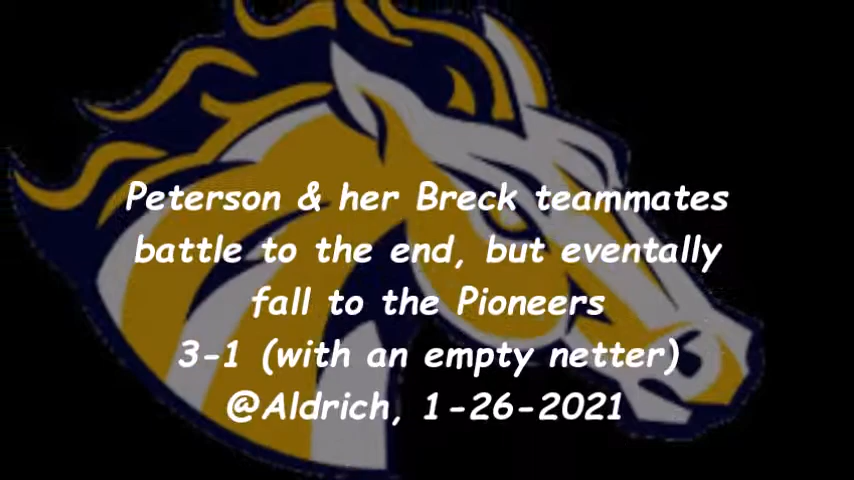 Peterson & her Breck teammates
battle to the end, but eventally
fall to the Pioneers
3-1 (with an empty netter)
@Aldrich, 1-26-2021